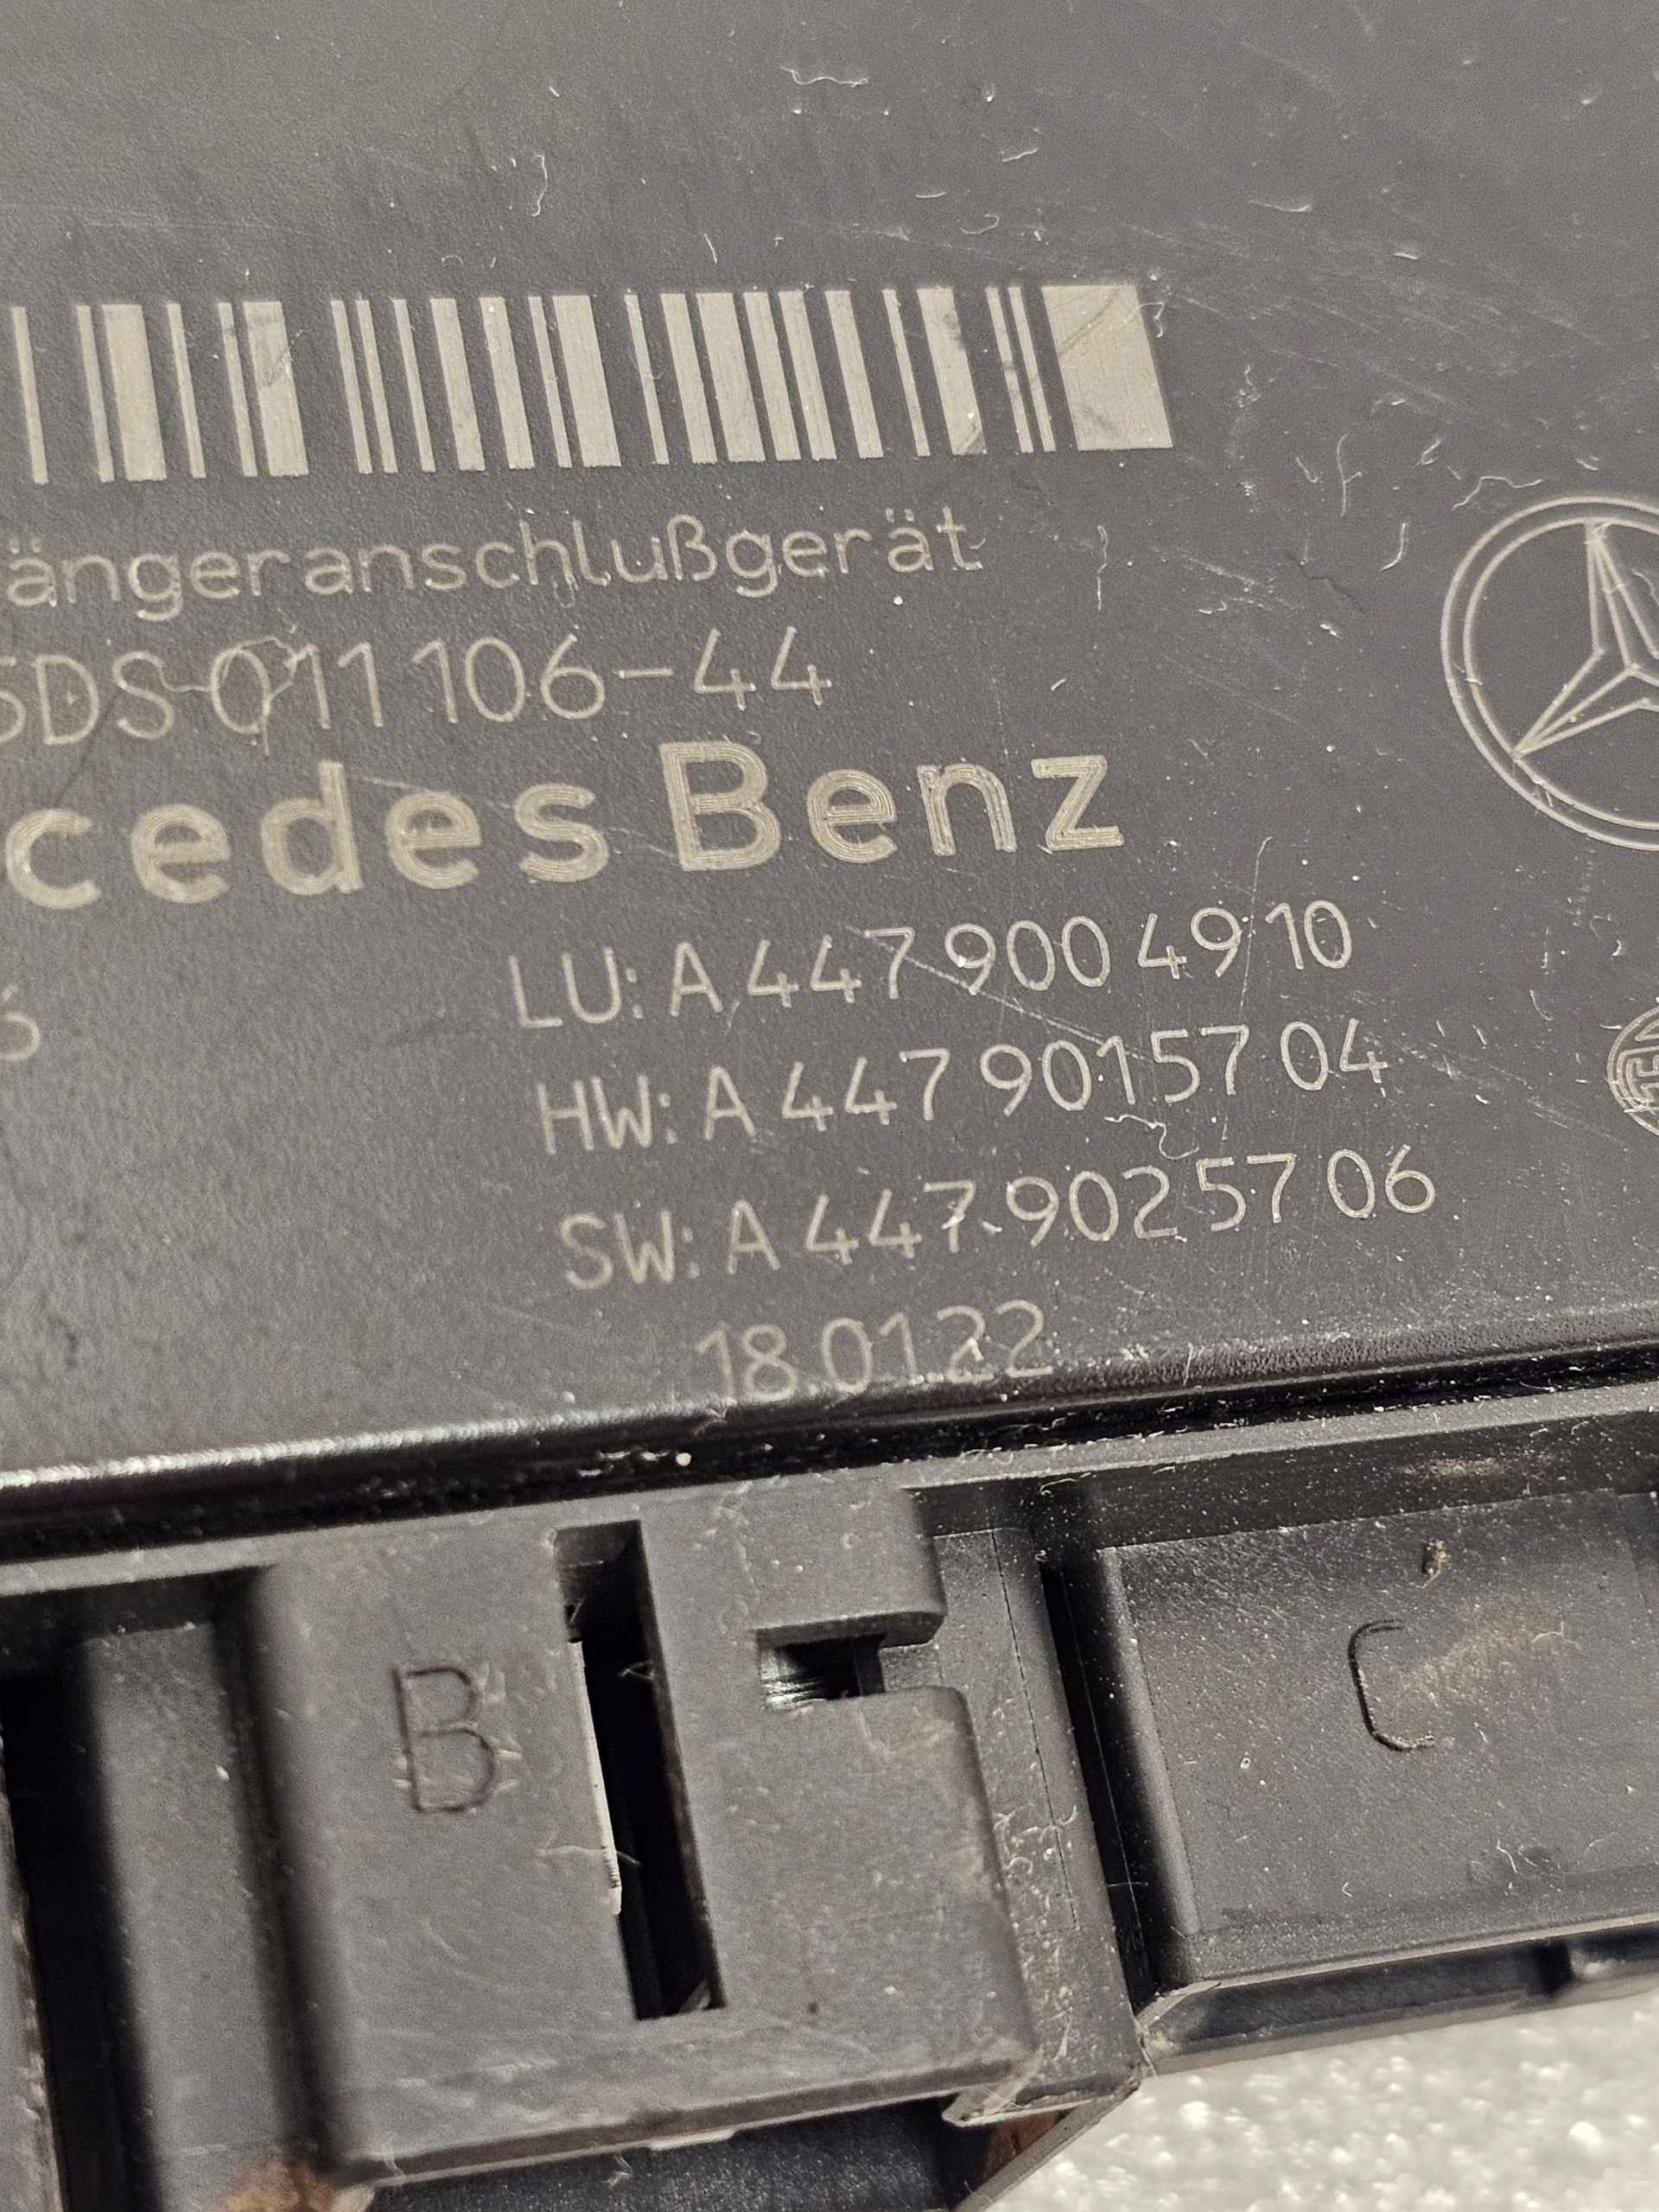 ängeranschlußgerät
5DS 011 106-44
cedes Benz
LU: A 447 900 49 10
6
HW: A 447 901 57 04
SW: A 447 902 57 06
18.01.22
B
C